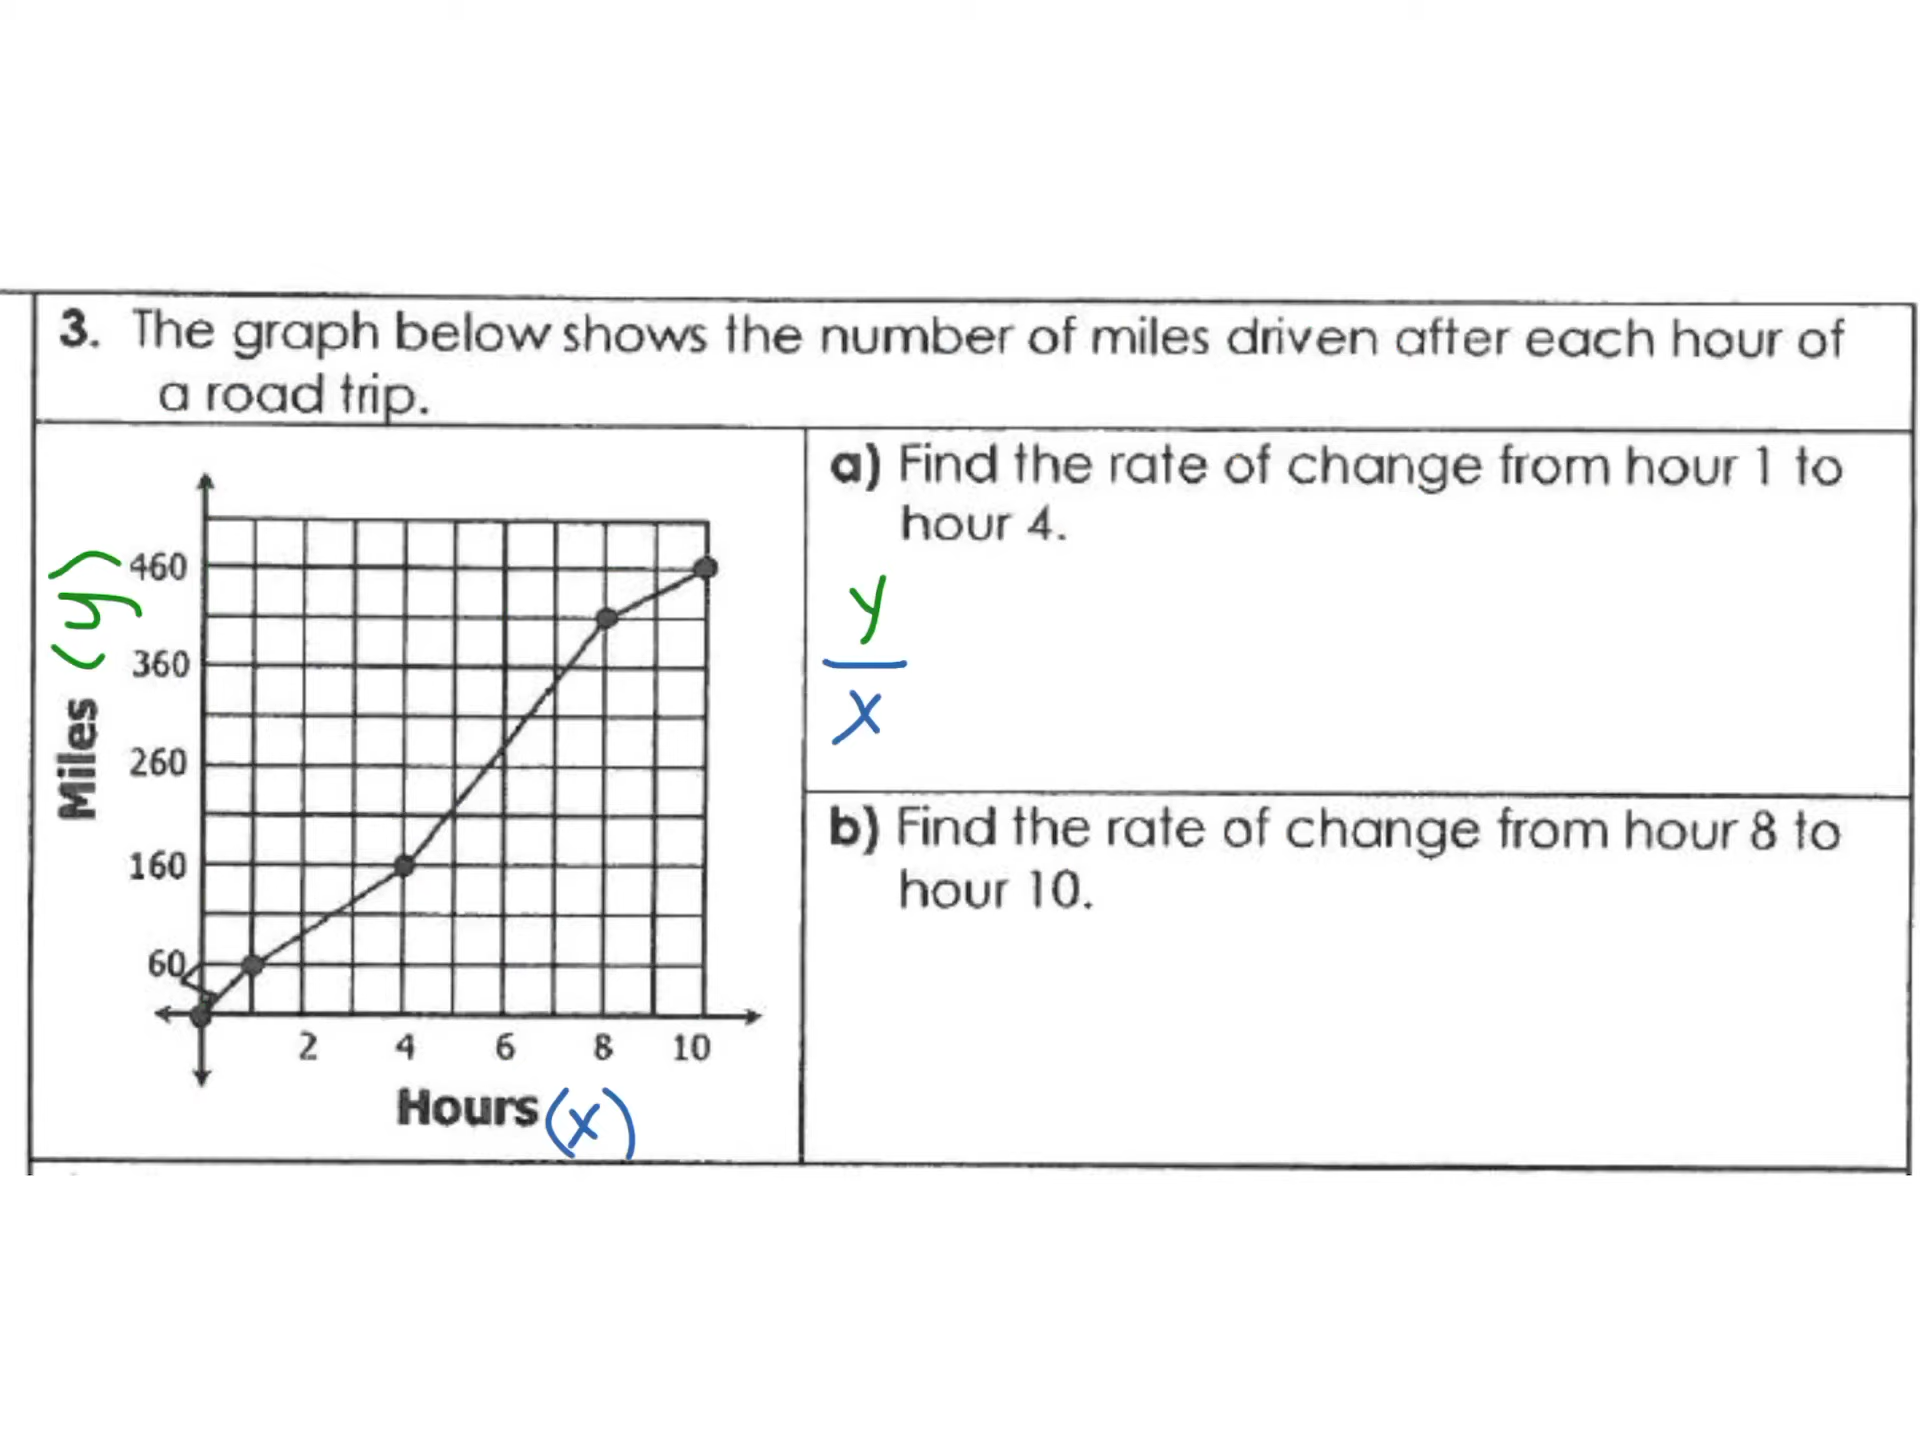 3. The graph below shows the number of miles driven after each hour of
a road trip.
a) Find the rate of change from hour 1 to
hour 4.
y
x
b) Find the rate of change from hour 8 to
hour 10.
Miles (y)
460
360
260
160
60
2 4 6 8 10
Hours (x)